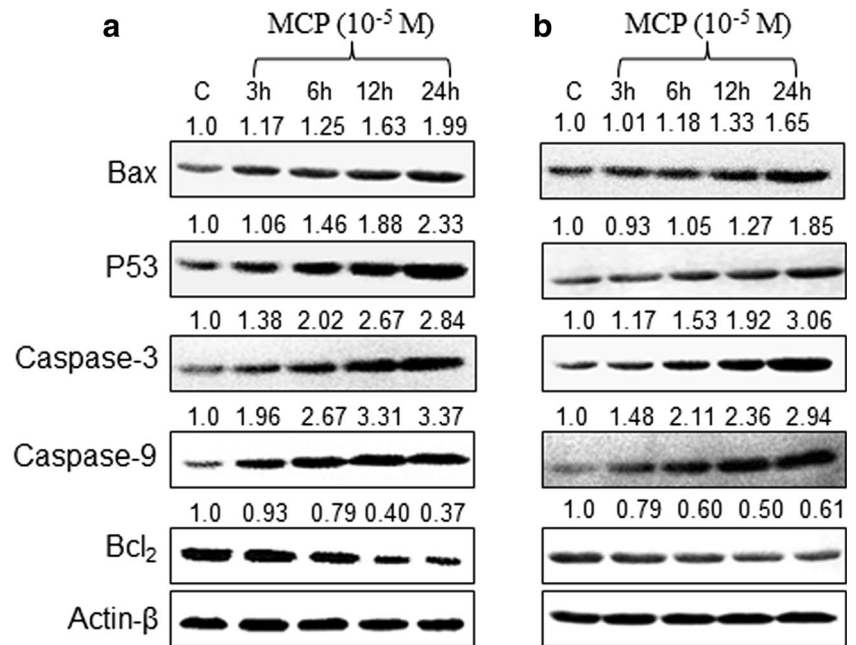 a MCP (10⁻⁵ M) b MCP (10⁻⁵ M)
C 3h 6h 12h 24h C 3h 6h 12h 24h
1.0 1.17 1.25 1.63 1.99 1.0 1.01 1.18 1.33 1.65
Bax
1.0 1.06 1.46 1.88 2.33 1.0 0.93 1.05 1.27 1.85
P53
1.0 1.38 2.02 2.67 2.84 1.0 1.17 1.53 1.92 3.06
Caspase-3
1.0 1.96 2.67 3.31 3.37 1.0 1.48 2.11 2.36 2.94
Caspase-9
1.0 0.93 0.79 0.40 0.37 1.0 0.79 0.60 0.50 0.61
Bcl₂
Actin-β